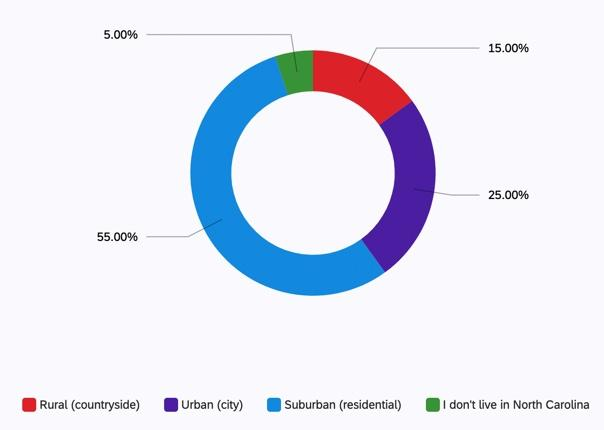 5.00%
15.00%
25.00%
55.00%
Rural (countryside) Urban (city) Suburban (residential) I don't live in North Carolina